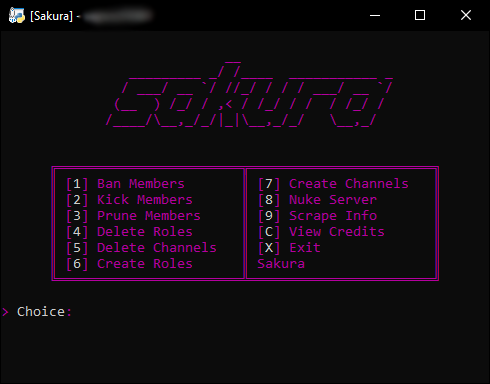 [Sakura] -
sakura
[1] Ban Members
[2] Kick Members
[3] Prune Members
[4] Delete Roles
[5] Delete Channels
[6] Create Roles
[7] Create Channels
[8] Nuke Server
[9] Scrape Info
[C] View Credits
[X] Exit
Sakura
> Choice: